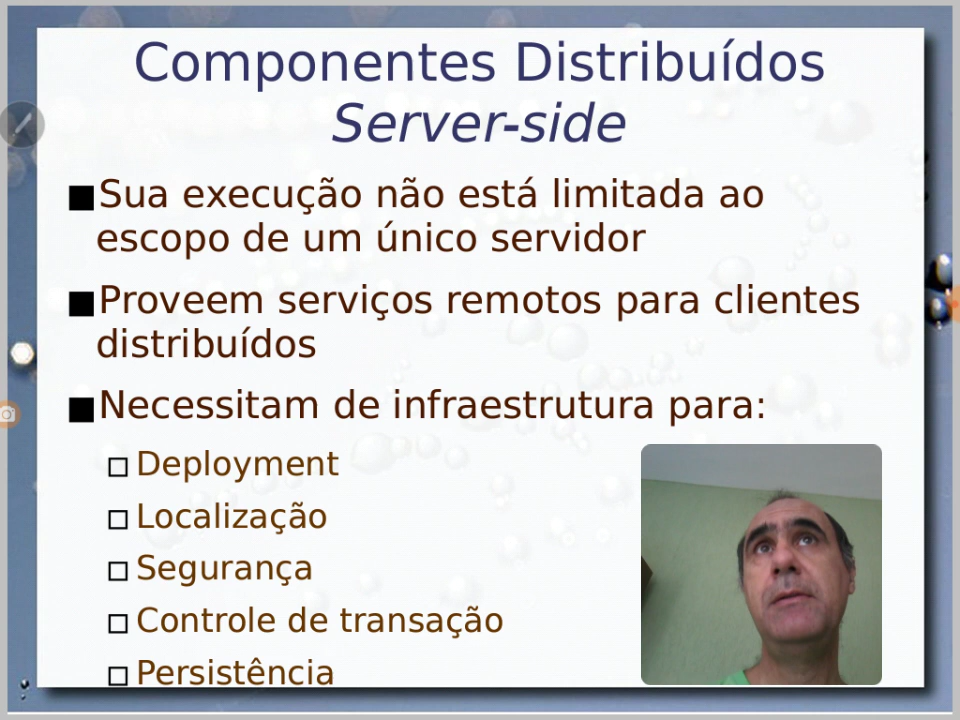 Componentes Distribuídos
Server-side
Sua execução não está limitada ao
escopo de um único servidor
Proveem serviços remotos para clientes
distribuídos
Necessitam de infraestrutura para:
Deployment
Localização
Segurança
Controle de transação
Persistência